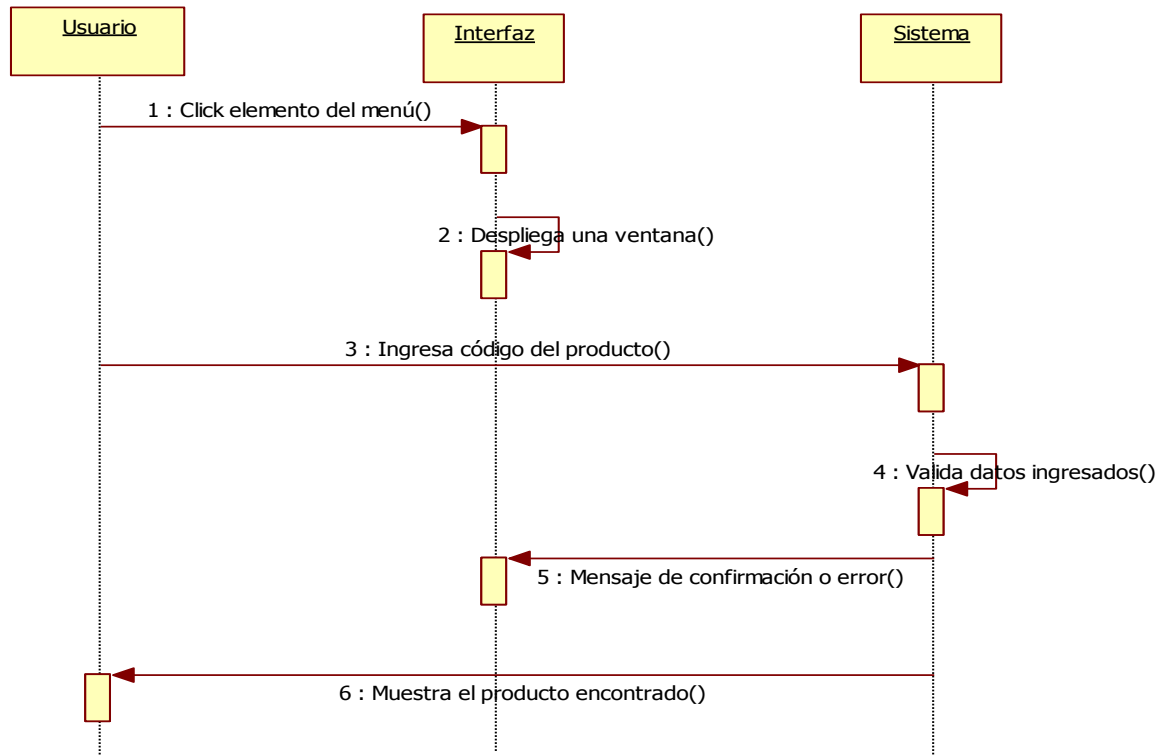 Usuario
Interfaz
Sistema
1 : Click elemento del menú()
2 : Despliega una ventana()
3 : Ingresa código del producto()
4 : Valida datos ingresados()
5 : Mensaje de confirmación o error()
6 : Muestra el producto encontrado()